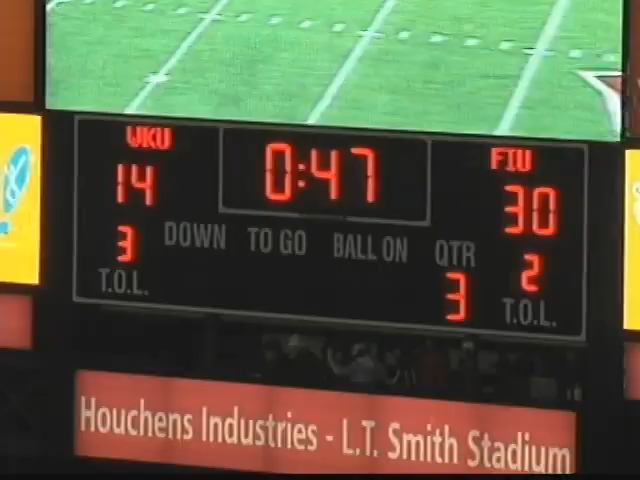 WKU 0:47 FIU
14 30
DOWN TO GO BALL ON QTR
3 3 2
T.O.L. T.O.L.
Houchens Industries - L.T. Smith Stadium